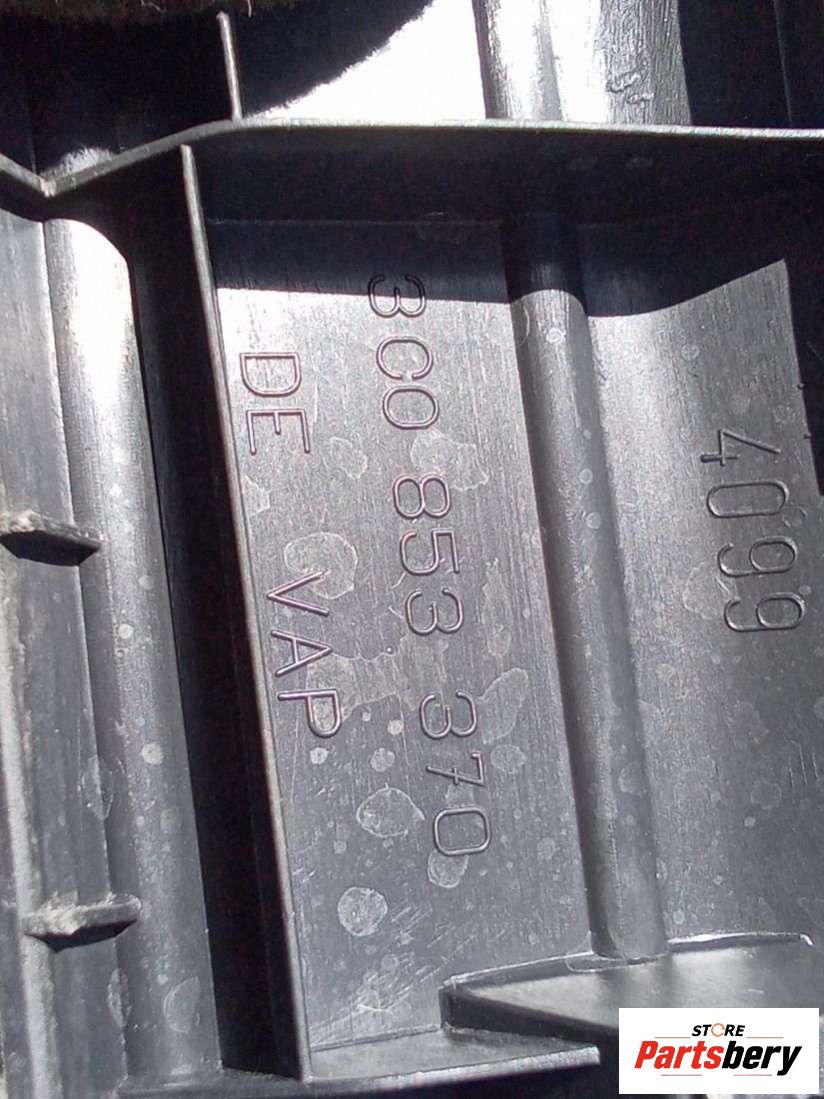 4099
3C0 853 370
DE VAP
STORE
Partsbery